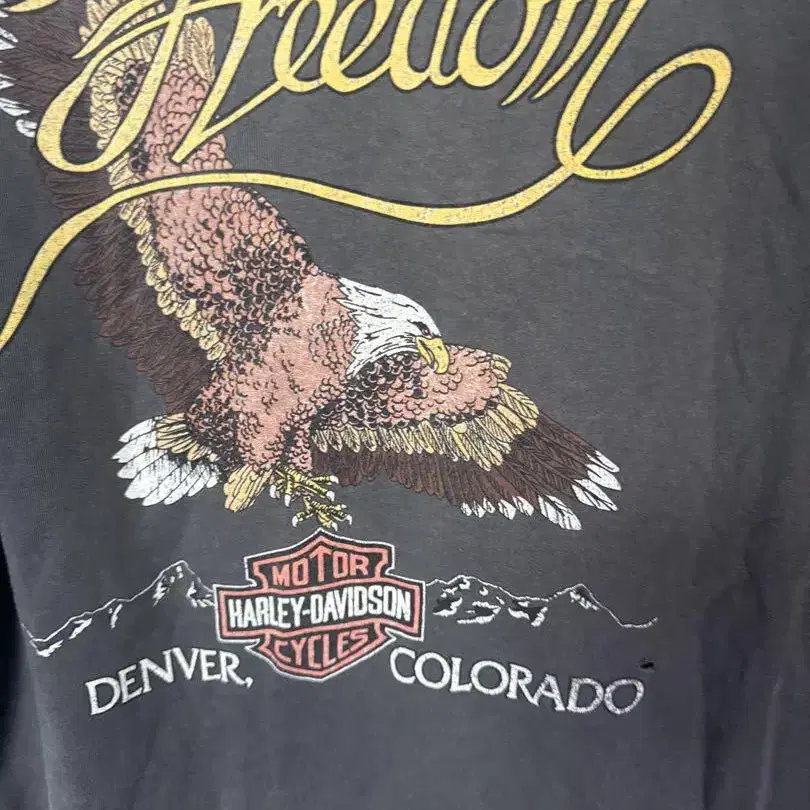 Freedom
MOTOR
HARLEY-DAVIDSON
CYCLES
DENVER, COLORADO